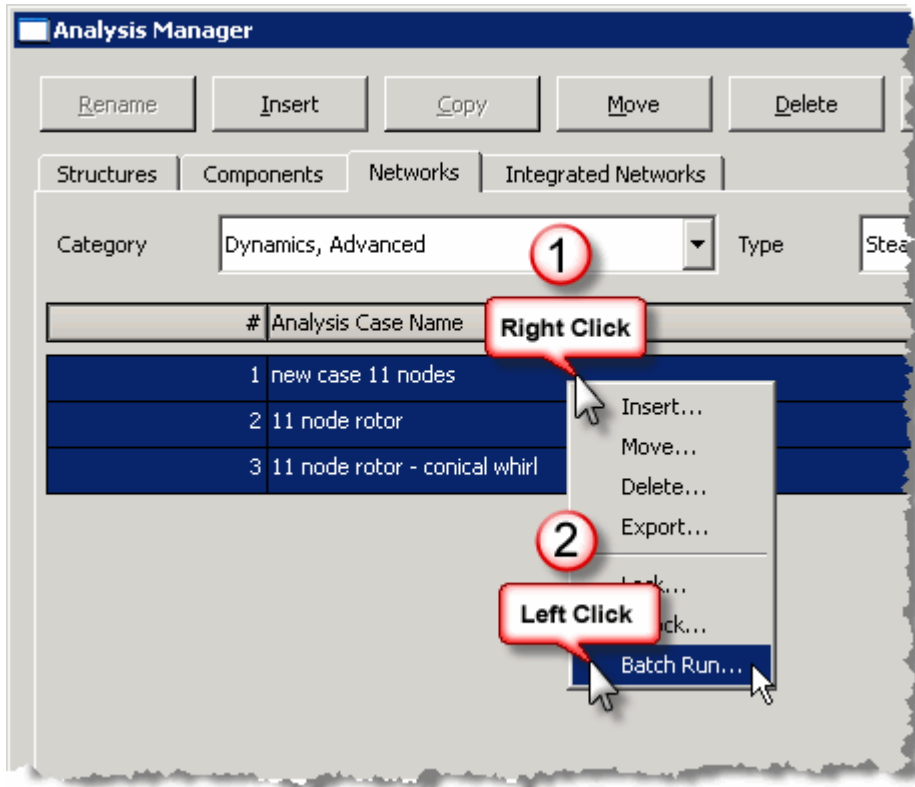 Analysis Manager
Rename Insert Copy Move Delete
Structures Components Networks Integrated Networks
Category Dynamics, Advanced Type
1
# Analysis Case Name
Right Click
1 new case 11 nodes
2 11 node rotor
3 11 node rotor - conical whirl
Insert...
Move...
Delete...
Export...
2
Left Click
Batch Run...